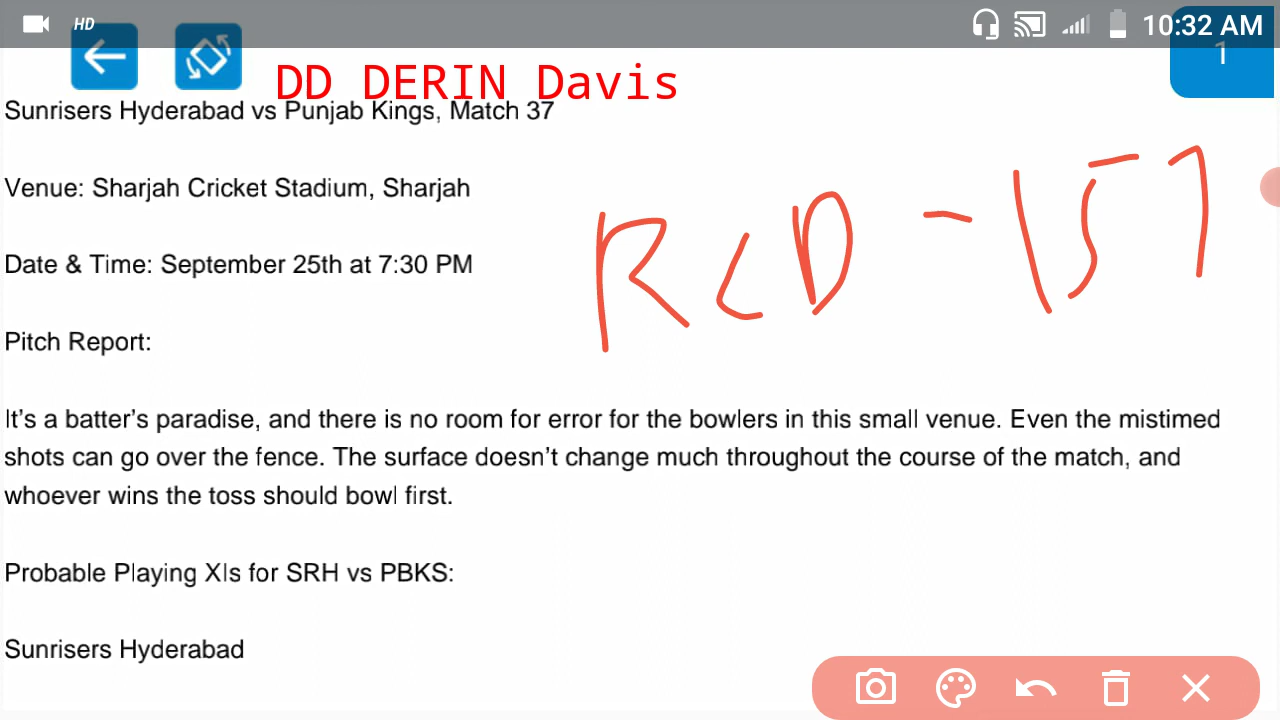 HD
10:32 AM
1
DD DERIN Davis
Sunrisers Hyderabad vs Punjab Kings, Match 37
Venue: Sharjah Cricket Stadium, Sharjah
RCD - 157
Date & Time: September 25th at 7:30 PM
Pitch Report:
It's a batter's paradise, and there is no room for error for the bowlers in this small venue. Even the mistimed
shots can go over the fence. The surface doesn't change much throughout the course of the match, and
whoever wins the toss should bowl first.
Probable Playing XIs for SRH vs PBKS:
Sunrisers Hyderabad